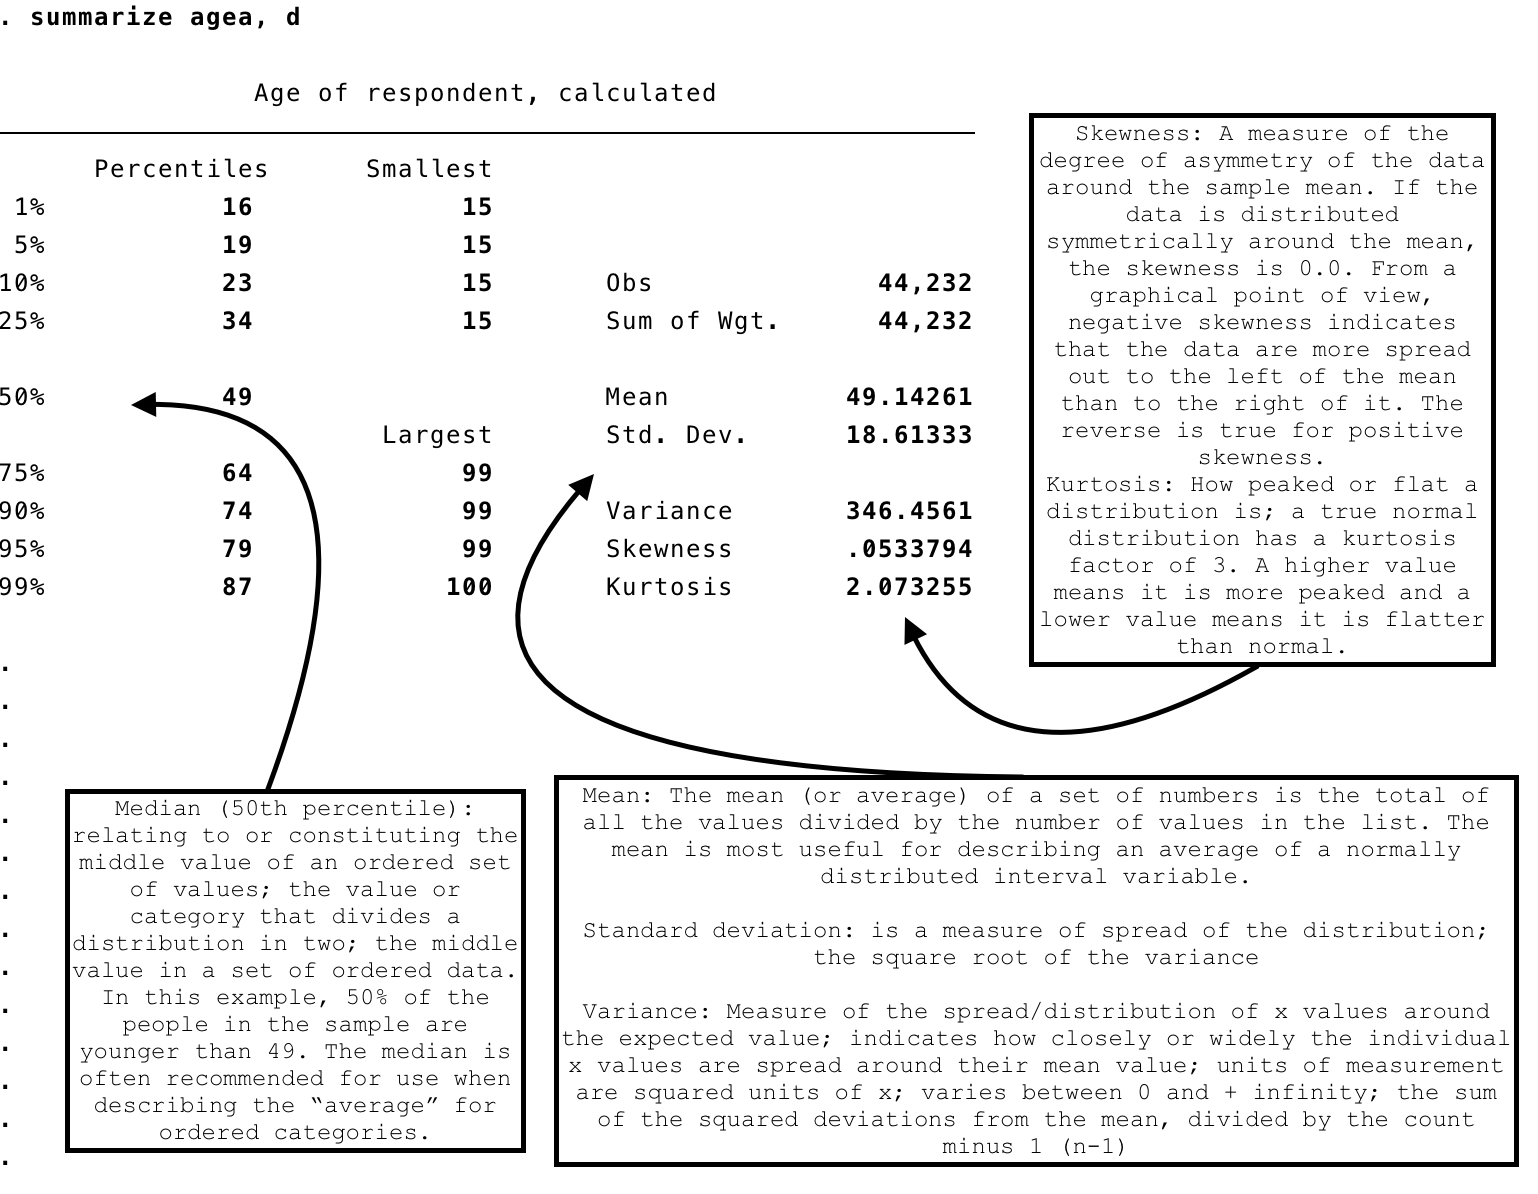 . summarize agea, d
Age of respondent, calculated
Percentiles Smallest
1% 16 15
5% 19 15
10% 23 15 Obs 44,232
25% 34 15 Sum of Wgt. 44,232
50% 49 Mean 49.14261
Largest Std. Dev. 18.61333
75% 64 99
90% 74 99 Variance 346.4561
95% 79 99 Skewness .0533794
99% 87 100 Kurtosis 2.073255
.
.
.
.
.
.
.
.
.
.
.
.
.
.
Skewness: A measure of the
degree of asymmetry of the data
around the sample mean. If the
data is distributed
symmetrically around the mean,
the skewness is 0.0. From a
graphical point of view,
negative skewness indicates
that the data are more spread
out to the left of the mean
than to the right of it. The
reverse is true for positive
skewness.
Kurtosis: How peaked or flat a
distribution is; a true normal
distribution has a kurtosis
factor of 3. A higher value
means it is more peaked and a
lower value means it is flatter
than normal.
Median (50th percentile):
relating to or constituting the
middle value of an ordered set
of values; the value or
category that divides a
distribution in two; the middle
value in a set of ordered data.
In this example, 50% of the
people in the sample are
younger than 49. The median is
often recommended for use when
describing the “average” for
ordered categories.
Mean: The mean (or average) of a set of numbers is the total of
all the values divided by the number of values in the list. The
mean is most useful for describing an average of a normally
distributed interval variable.
Standard deviation: is a measure of spread of the distribution;
the square root of the variance
Variance: Measure of the spread/distribution of x values around
the expected value; indicates how closely or widely the individual
x values are spread around their mean value; units of measurement
are squared units of x; varies between 0 and + infinity; the sum
of the squared deviations from the mean, divided by the count
minus 1 (n-1)